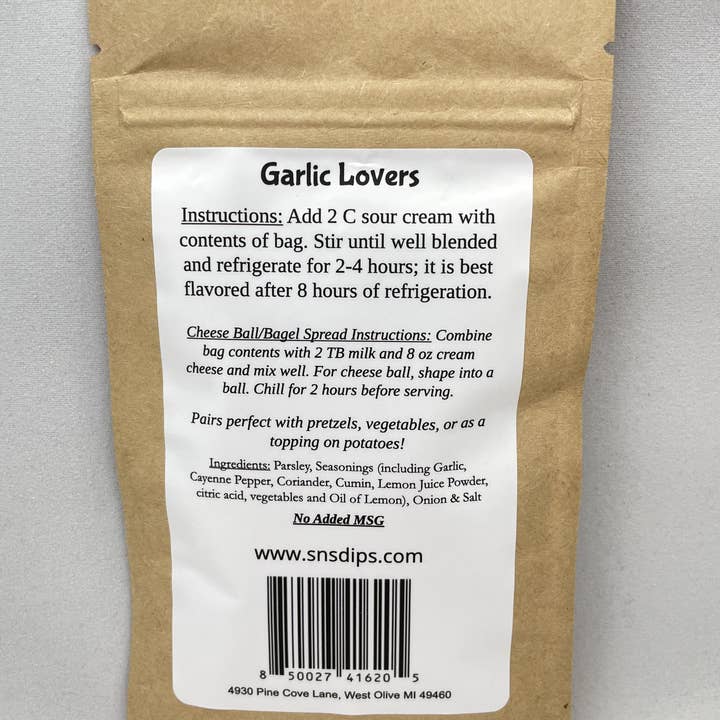 Garlic Lovers
Instructions: Add 2 C sour cream with
contents of bag. Stir until well blended
and refrigerate for 2-4 hours; it is best
flavored after 8 hours of refrigeration.
Cheese Ball/Bagel Spread Instructions: Combine
bag contents with 2 TB milk and 8 oz cream
cheese and mix well. For cheese ball, shape into a
ball. Chill for 2 hours before serving.
Pairs perfect with pretzels, vegetables, or as a
topping on potatoes!
Ingredients: Parsley, Seasonings (including Garlic,
Cayenne Pepper, Coriander, Cumin, Lemon Juice Powder,
citric acid, vegetables and Oil of Lemon), Onion & Salt
No Added MSG
www.snsdips.com
8 50027 41620 5
4930 Pine Cove Lane, West Olive MI 49460